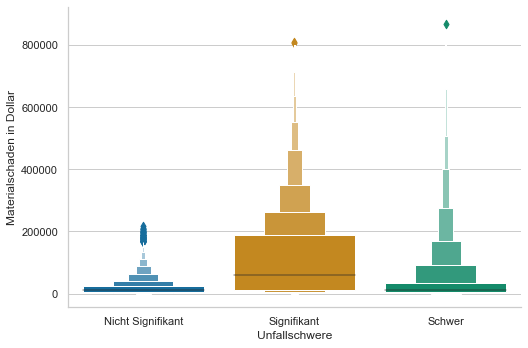 800000
600000
400000
200000
0
Materialschaden in Dollar
Nicht Signifikant
Signifikant
Schwer
Unfallschwere